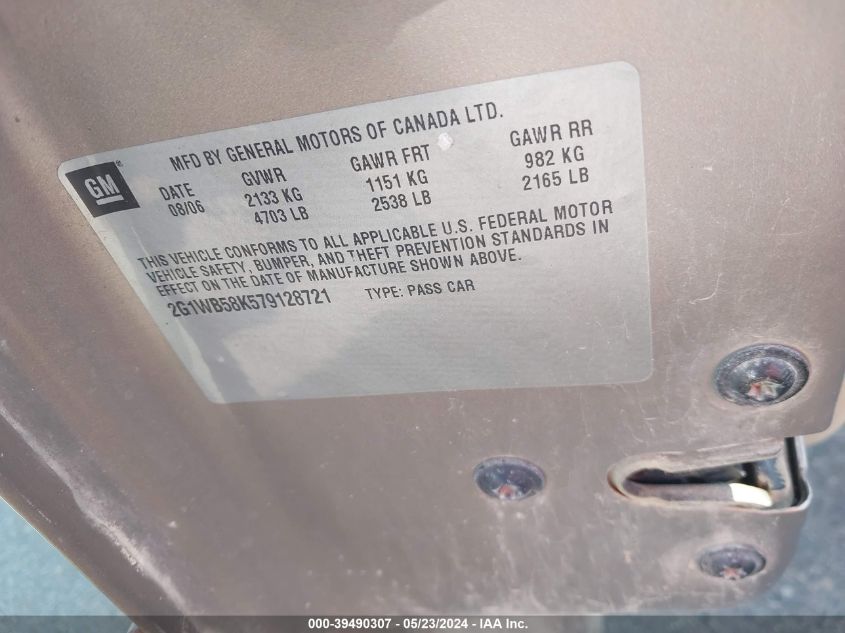 GM
MFD BY GENERAL MOTORS OF CANADA LTD.
DATE GVWR GAWR FRT GAWR RR
08/06 2133 KG 1151 KG 982 KG
4703 LB 2538 LB 2165 LB
THIS VEHICLE CONFORMS TO ALL APPLICABLE U.S. FEDERAL MOTOR
VEHICLE SAFETY, BUMPER, AND THEFT PREVENTION STANDARDS IN
EFFECT ON THE DATE OF MANUFACTURE SHOWN ABOVE.
2G1WB58K579128721 TYPE: PASS CAR
000-39490307 - 05/23/2024 - IAA Inc.